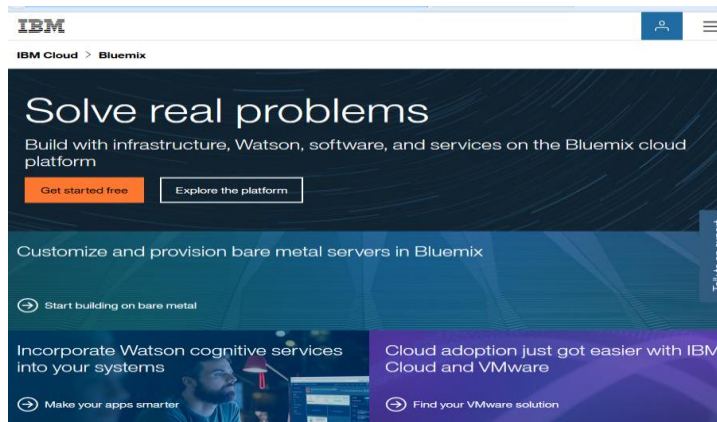 IBM
IBM Cloud > Bluemix
Solve real problems
Build with infrastructure, Watson, software, and services on the Bluemix cloud
platform
Get started free
Explore the platform
Customize and provision bare metal servers in Bluemix
Start building on bare metal
Incorporate Watson cognitive services
into your systems
Make your apps smarter
Cloud adoption just got easier with IBM
Cloud and VMware
Find your VMware solution